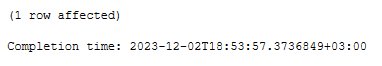 (1 row affected)
Completion time: 2023-12-02T18:53:57.3736849+03:00